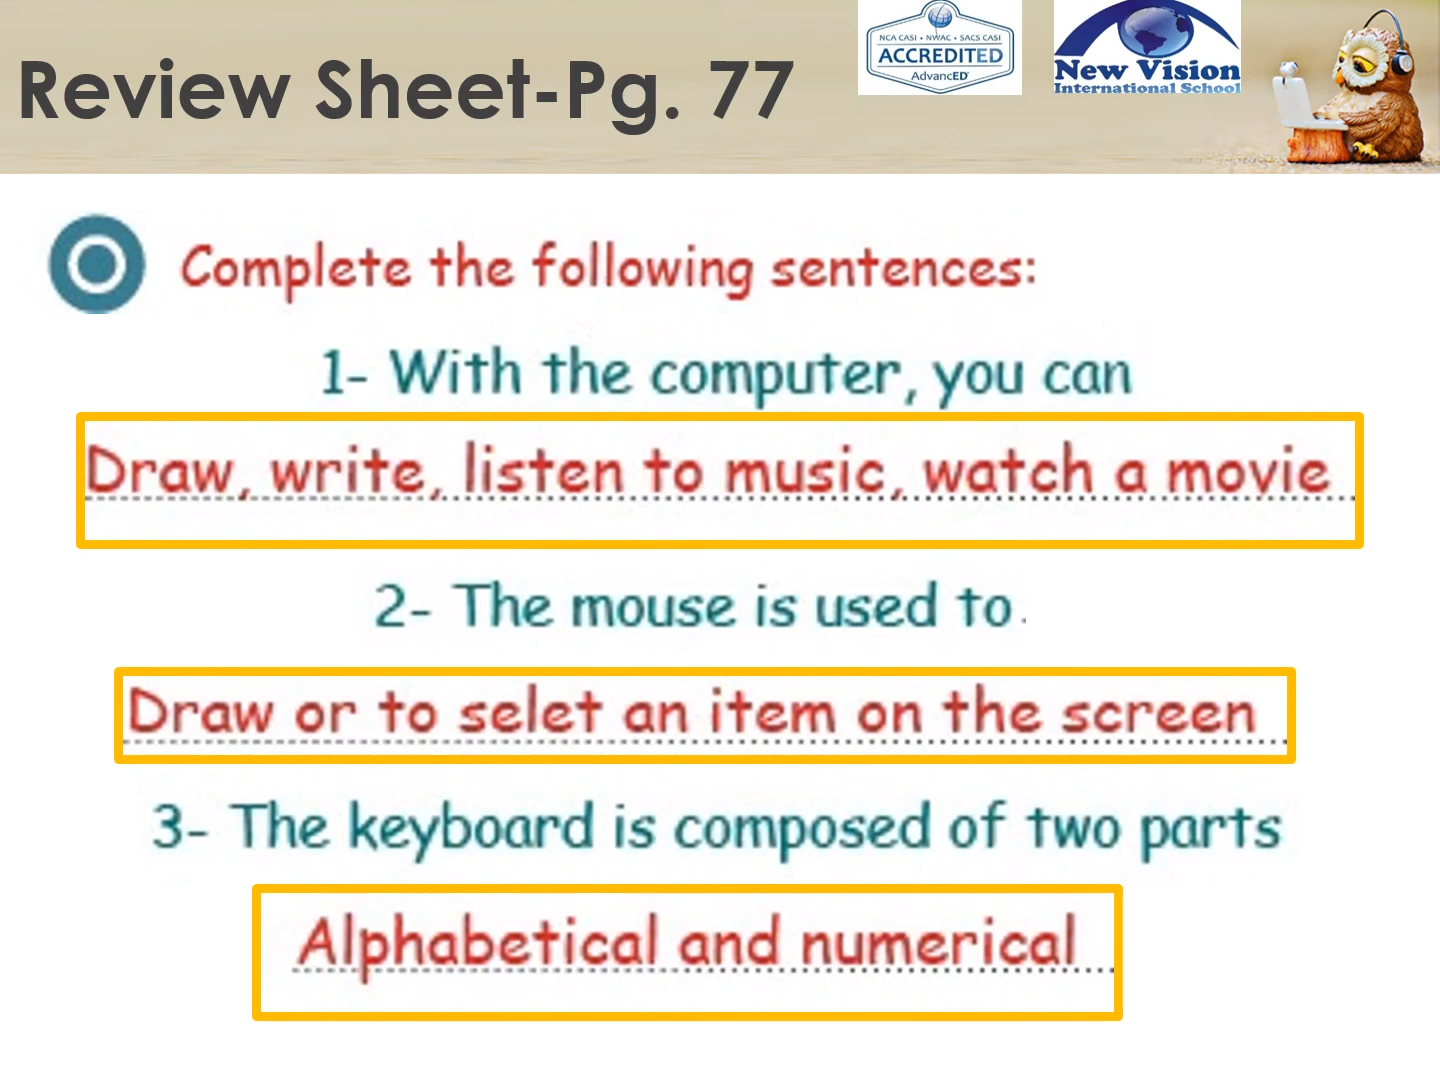 Review Sheet-Pg. 77
NCA CASI • NWAC • SACS CASI
ACCREDITED
AdvancED
New Vision
International School
Complete the following sentences:
1- With the computer, you can
Draw, write, listen to music, watch a movie
2- The mouse is used to.
Draw or to selet an item on the screen
3- The keyboard is composed of two parts
Alphabetical and numerical